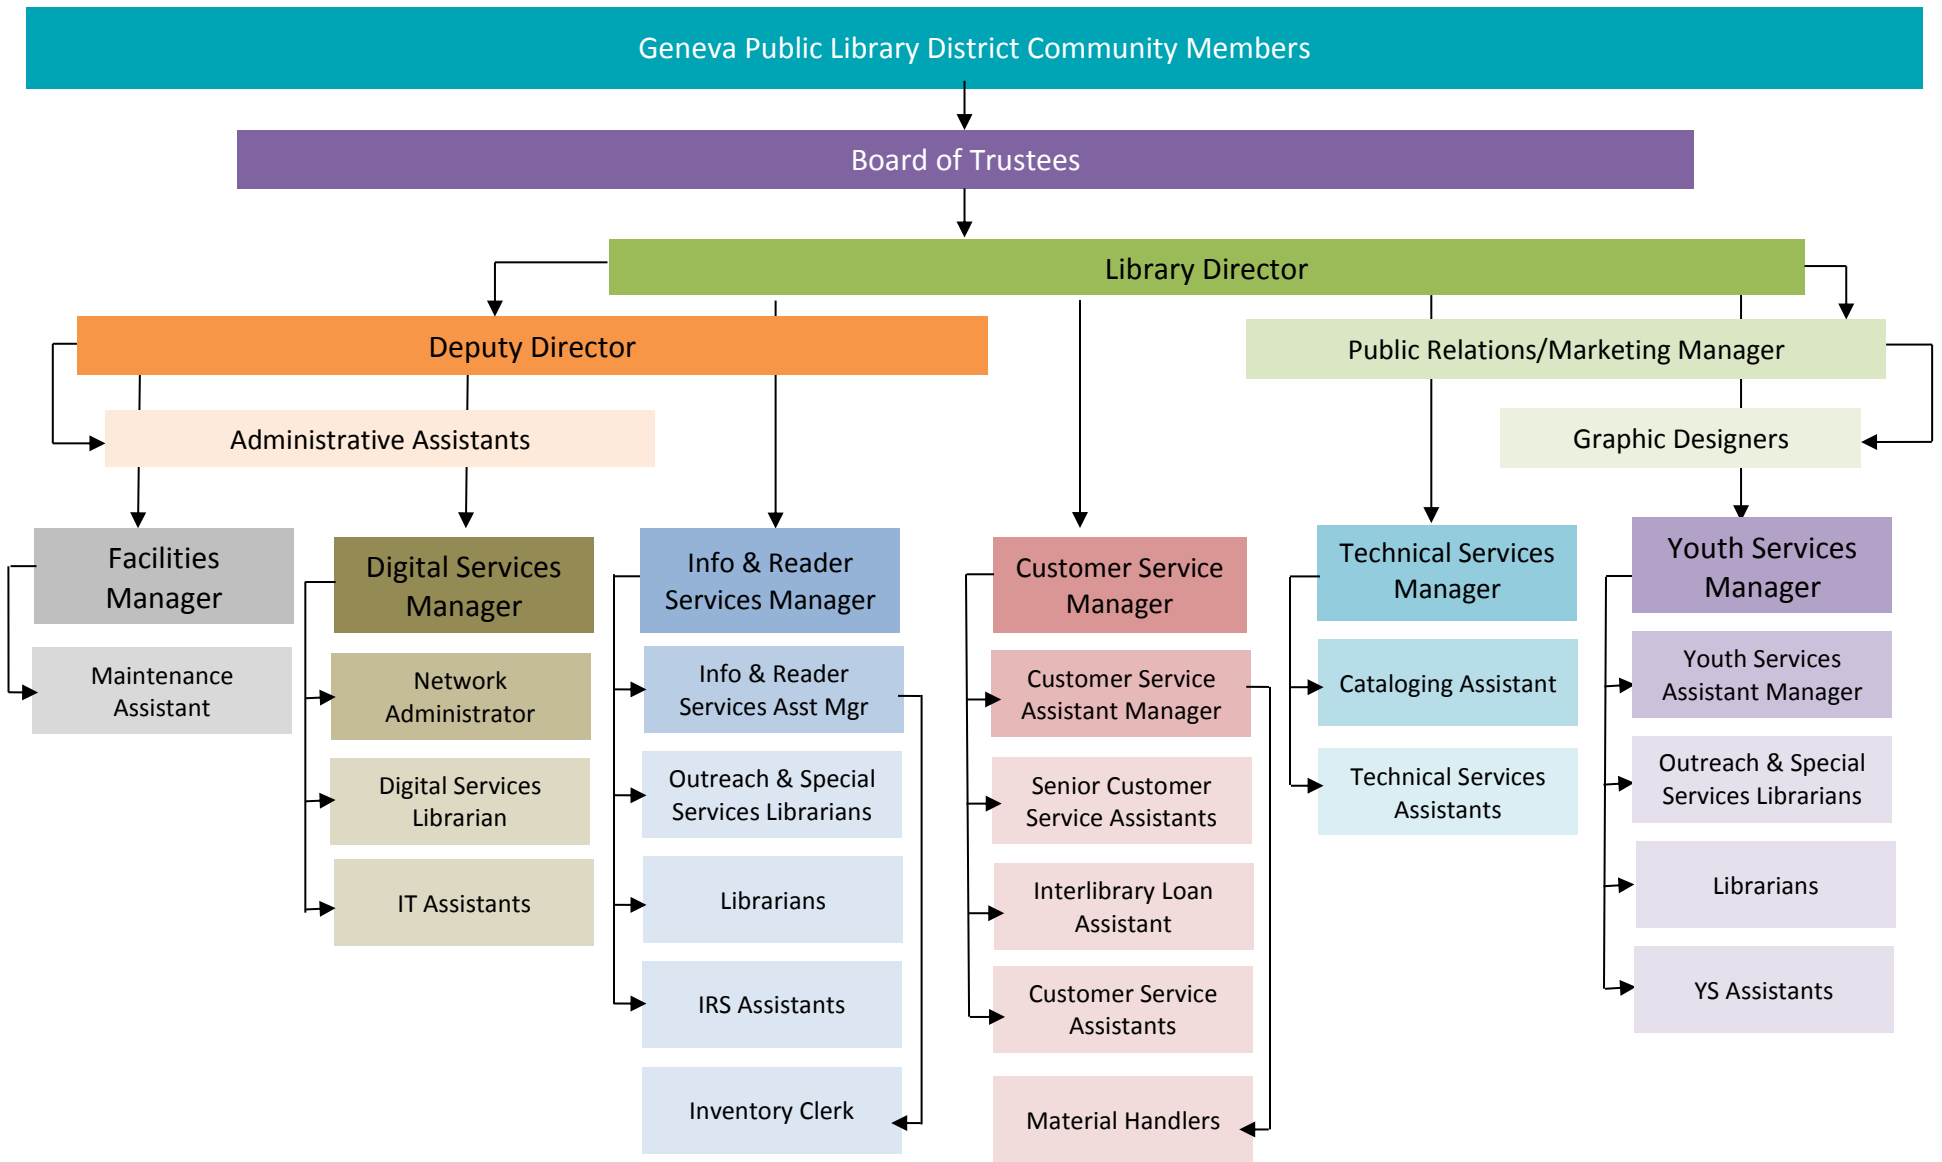 Geneva Public Library District Community Members
Board of Trustees
Library Director
Deputy Director
Public Relations/Marketing Manager
Administrative Assistants
Graphic Designers
Facilities
Manager
Maintenance
Assistant
Digital Services
Manager
Network
Administrator
Digital Services
Librarian
IT Assistants
Info & Reader
Services Manager
Info & Reader
Services Asst Mgr
Outreach & Special
Services Librarians
Librarians
IRS Assistants
Inventory Clerk
Customer Service
Manager
Customer Service
Assistant Manager
Senior Customer
Service Assistants
Interlibrary Loan
Assistant
Customer Service
Assistants
Material Handlers
Technical Services
Manager
Cataloging Assistant
Technical Services
Assistants
Youth Services
Manager
Youth Services
Assistant Manager
Outreach & Special
Services Librarians
Librarians
YS Assistants